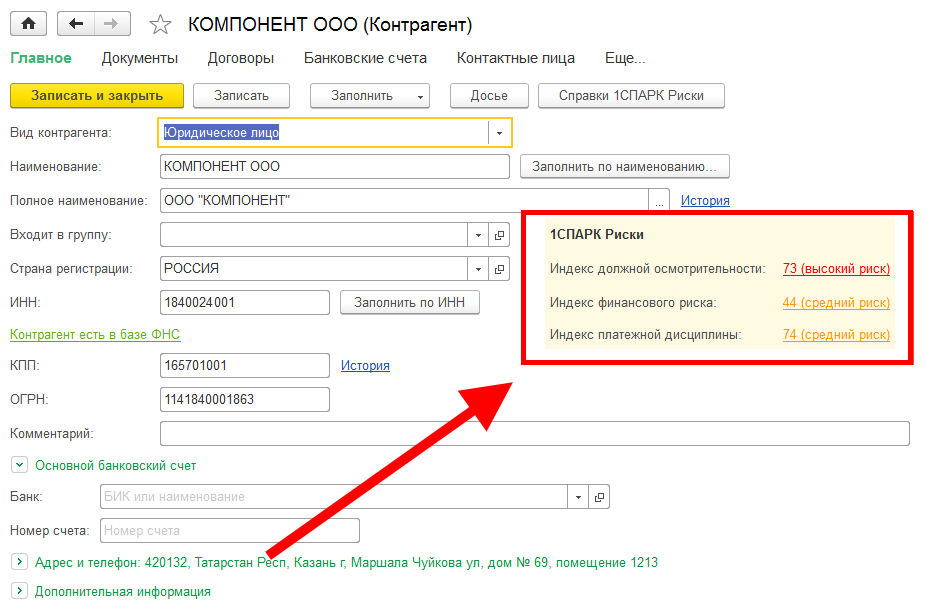 КОМПОНЕНТ ООО (Контрагент)
Главное Документы Договоры Банковские счета Контактные лица Еще...
Записать и закрыть Записать Заполнить Досье Справки 1СПАРК Риски
Вид контрагента: Юридическое лицо
Наименование: КОМПОНЕНТ ООО Заполнить по наименованию...
Полное наименование: ООО "КОМПОНЕНТ" ... История
Входит в группу:
1СПАРК Риски
Страна регистрации: РОССИЯ
Индекс должной осмотрительности: 73 (высокий риск)
ИНН: 1840024001 Заполнить по ИНН
Индекс финансового риска: 44 (средний риск)
Контрагент есть в базе ФНС
Индекс платежной дисциплины: 74 (средний риск)
КПП: 165701001 История
ОГРН: 1141840001863
Комментарий:
Основной банковский счет
Банк: БИК или наименование
Номер счета: Номер счета
Адрес и телефон: 420132, Татарстан Респ, Казань г, Маршала Чуйкова ул, дом № 69, помещение 1213
Дополнительная информация